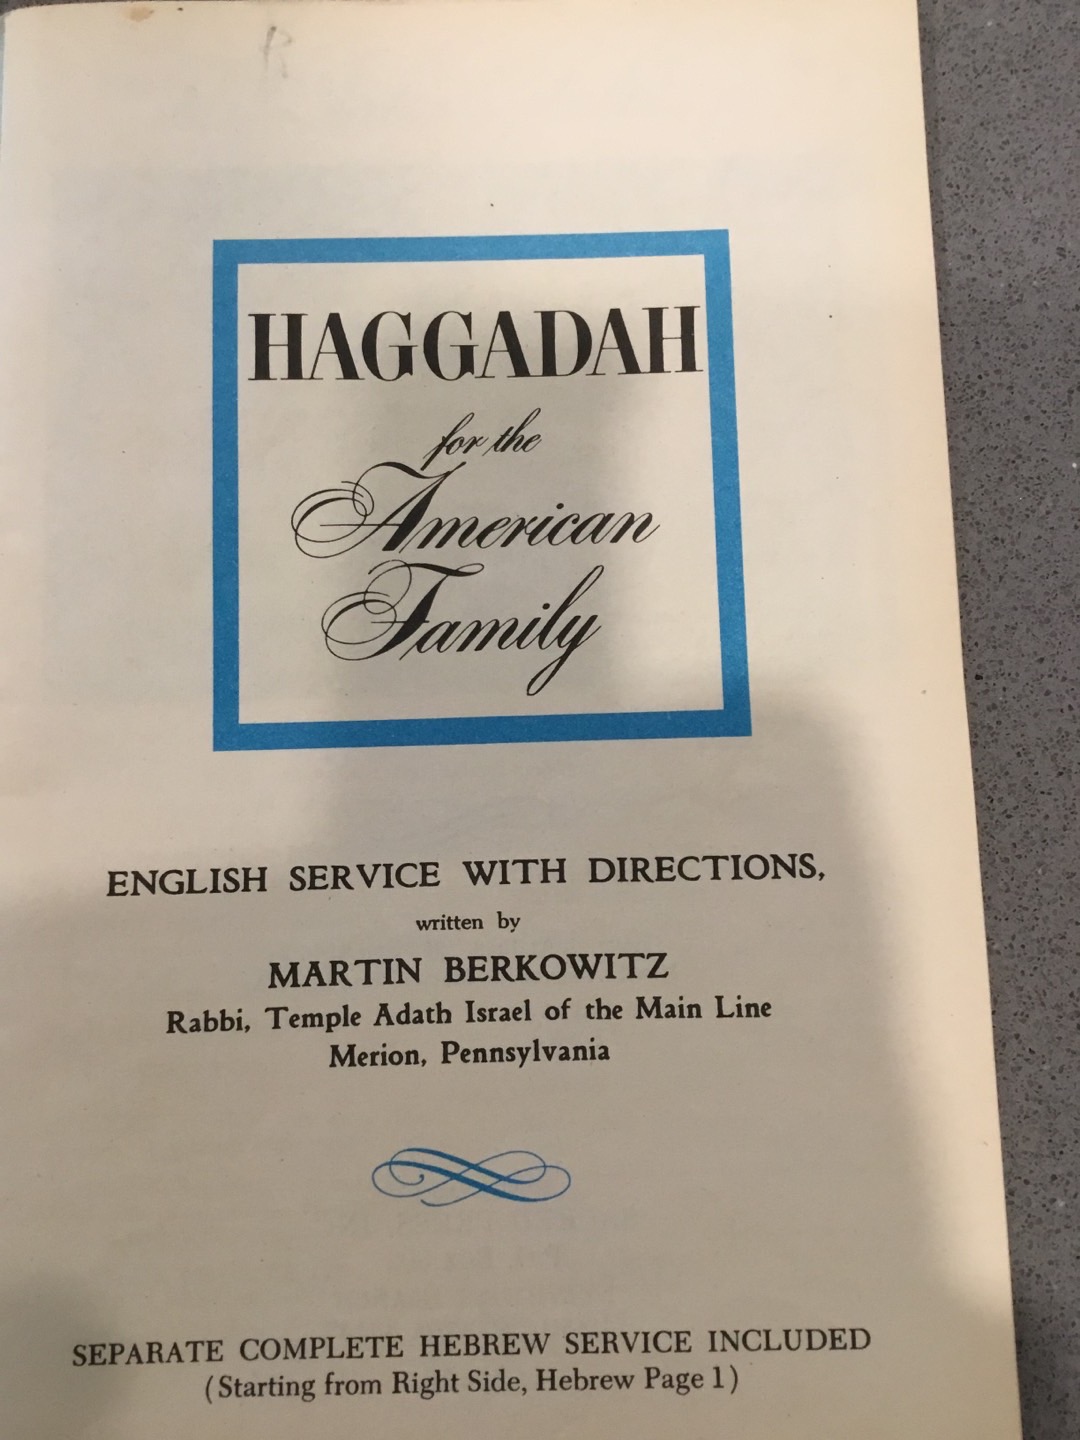 R
HAGGADAH
for the
American
Family
ENGLISH SERVICE WITH DIRECTIONS,
written by
MARTIN BERKOWITZ
Rabbi, Temple Adath Israel of the Main Line
Merion, Pennsylvania
SEPARATE COMPLETE HEBREW SERVICE INCLUDED
(Starting from Right Side, Hebrew Page 1)